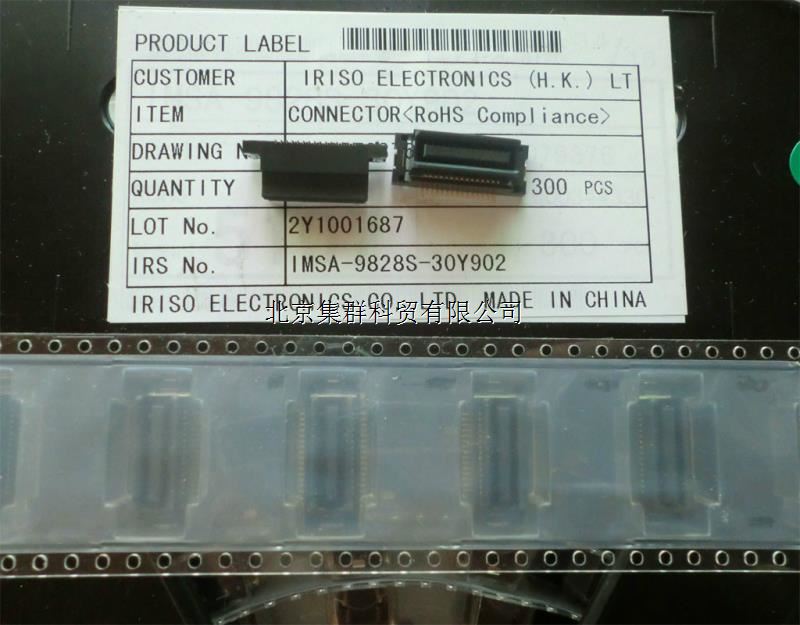 PRODUCT LABEL
CUSTOMER IRISO ELECTRONICS (H.K.) LT
ITEM CONNECTOR<RoHS Compliance>
DRAWING N
QUANTITY 300 PCS
LOT No. 2Y1001687
IRS No. IMSA-9828S-30Y902
IRISO ELECTRONICS CO., LTD. MADE IN CHINA
北京集群科贸有限公司